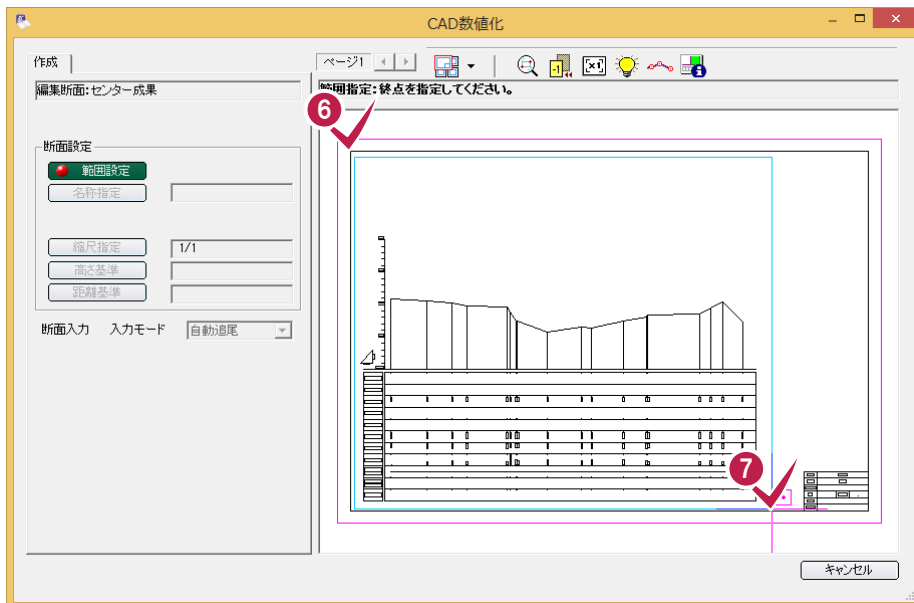 CAD数値化
作成
ページ1
編集断面:センター成果
範囲指定:終点を指定してください。
6
断面設定
範囲設定
名称指定
縮尺指定
1/1
高さ基準
距離基準
断面入力 入力モード 自動追尾
7
キャンセル